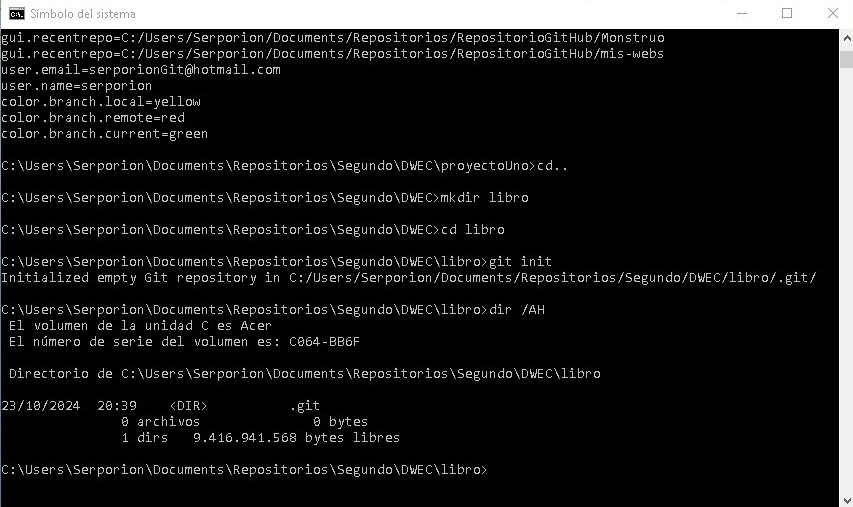 Símbolo del sistema
gui.recentrepo=C:/Users/Serporion/Documents/Repositorios/RepositorioGitHub/Monstruo
gui.recentrepo=C:/Users/Serporion/Documents/Repositorios/RepositorioGitHub/mis-webs
user.email=serporionGit@hotmail.com
user.name=serporion
color.branch.local=yellow
color.branch.remote=red
color.branch.current=green
C:\Users\Serporion\Documents\Repositorios\Segundo\DWEC\proyectoUno>cd..
C:\Users\Serporion\Documents\Repositorios\Segundo\DWEC>mkdir libro
C:\Users\Serporion\Documents\Repositorios\Segundo\DWEC>cd libro
C:\Users\Serporion\Documents\Repositorios\Segundo\DWEC\libro>git init
Initialized empty Git repository in C:/Users/Serporion/Documents/Repositorios/Segundo/DWEC/libro/.git/
C:\Users\Serporion\Documents\Repositorios\Segundo\DWEC\libro>dir /AH
 El volumen de la unidad C es Acer
 El número de serie del volumen es: C064-BB6F
 Directorio de C:\Users\Serporion\Documents\Repositorios\Segundo\DWEC\libro
23/10/2024  20:39    <DIR>          .git
               0 archivos              0 bytes
               1 dirs   9.416.941.568 bytes libres
C:\Users\Serporion\Documents\Repositorios\Segundo\DWEC\libro>